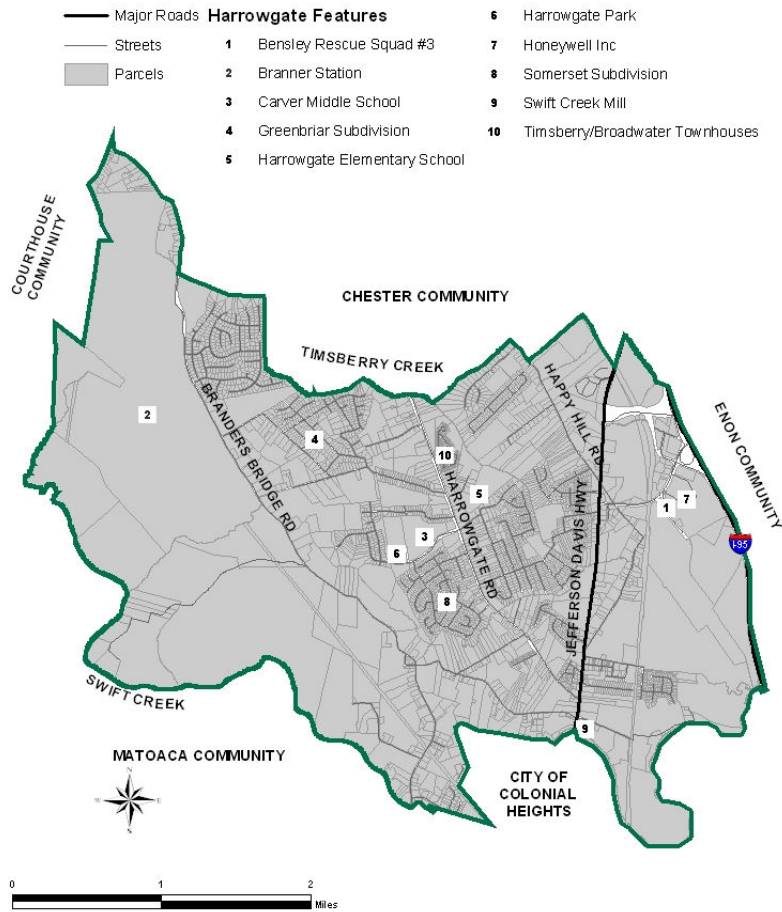 Major Roads
Streets
Parcels
Harrowgate Features
1 Bensley Rescue Squad #3
2 Branner Station
3 Carver Middle School
4 Greenbriar Subdivision
5 Harrowgate Elementary School
6 Harrowgate Park
7 Honeywell Inc
8 Somerset Subdivision
9 Swift Creek Mill
10 Timsberry/Broadwater Townhouses
COURTHOUSE
COMMUNITY
CHESTER COMMUNITY
TIMSBERRY CREEK
HAPPY HILL RD
ENON COMMUNITY
BRANDERS BRIDGE RD
HARROWGATE RD
JEFFERSON DAVIS HWY
2
4
10
5
1
7
3
6
8
I-95
9
SWIFT CREEK
MATOACA COMMUNITY
CITY OF
COLONIAL
HEIGHTS
N
W E
S
0 1 2
Miles